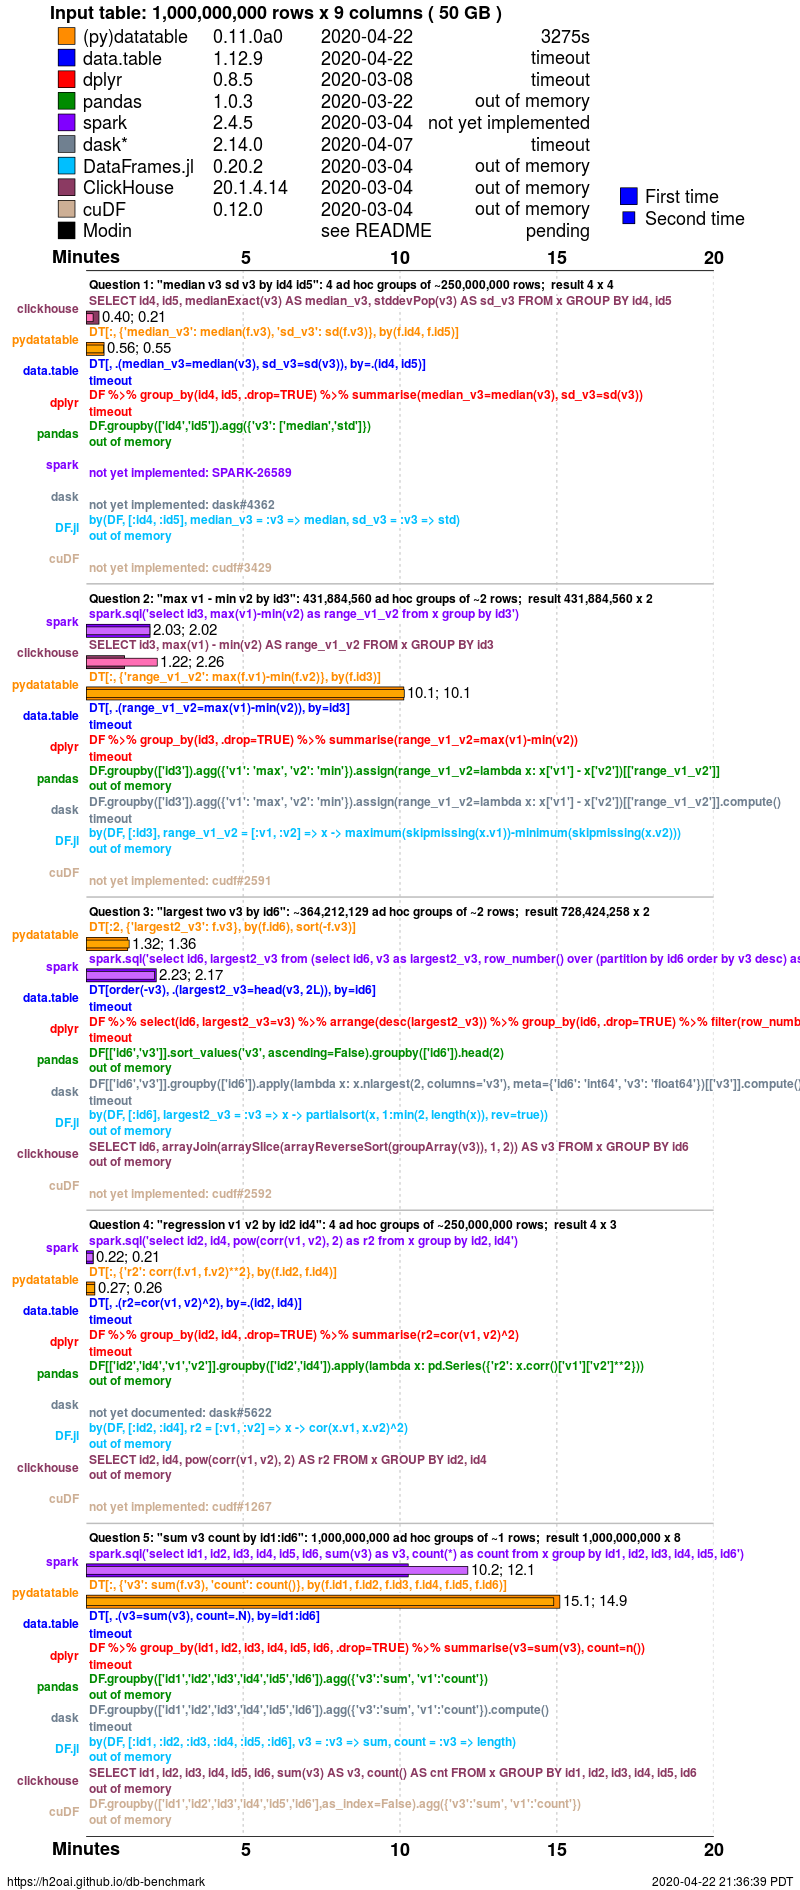 Input table: 1,000,000,000 rows x 9 columns ( 50 GB )
(py)datatable 0.11.0a0 2020-04-22 3275s
data.table 1.12.9 2020-04-22 timeout
dplyr 0.8.5 2020-03-08 timeout
pandas 1.0.3 2020-03-22 out of memory
spark 2.4.5 2020-03-04 not yet implemented
dask* 2.14.0 2020-04-07 timeout
DataFrames.jl 0.20.2 2020-03-04 out of memory
ClickHouse 20.1.4.14 2020-03-04 out of memory
cuDF 0.12.0 2020-03-04 out of memory
Modin see README pending
First time
Second time
Minutes 5 10 15 20
Question 1: "median v3 sd v3 by id4 id5": 4 ad hoc groups of ~250,000,000 rows; result 4 x 4
clickhouse SELECT id4, id5, medianExact(v3) AS median_v3, stddevPop(v3) AS sd_v3 FROM x GROUP BY id4, id5
0.40; 0.21
pydatatable DT[:, {'median_v3': median(f.v3), 'sd_v3': sd(f.v3)}, by(f.id4, f.id5)]
0.56; 0.55
data.table DT[, .(median_v3=median(v3), sd_v3=sd(v3)), by=.(id4, id5)]
timeout
dplyr DF %>% group_by(id4, id5, .drop=TRUE) %>% summarise(median_v3=median(v3), sd_v3=sd(v3))
timeout
pandas DF.groupby(['id4','id5']).agg({'v3': ['median','std']})
out of memory
spark
not yet implemented: SPARK-26589
dask
not yet implemented: dask#4362
DF.jl by(DF, [:id4, :id5], median_v3 = :v3 => median, sd_v3 = :v3 => std)
out of memory
cuDF
not yet implemented: cudf#3429
Question 2: "max v1 - min v2 by id3": 431,884,560 ad hoc groups of ~2 rows; result 431,884,560 x 2
spark spark.sql('select id3, max(v1)-min(v2) as range_v1_v2 from x group by id3')
2.03; 2.02
clickhouse SELECT id3, max(v1) - min(v2) AS range_v1_v2 FROM x GROUP BY id3
1.22; 2.26
pydatatable DT[:, {'range_v1_v2': max(f.v1)-min(f.v2)}, by(f.id3)]
10.1; 10.1
data.table DT[, .(range_v1_v2=max(v1)-min(v2)), by=id3]
timeout
dplyr DF %>% group_by(id3, .drop=TRUE) %>% summarise(range_v1_v2=max(v1)-min(v2))
timeout
pandas DF.groupby(['id3']).agg({'v1': 'max', 'v2': 'min'}).assign(range_v1_v2=lambda x: x['v1'] - x['v2'])[['range_v1_v2']]
out of memory
dask DF.groupby(['id3']).agg({'v1': 'max', 'v2': 'min'}).assign(range_v1_v2=lambda x: x['v1'] - x['v2'])[['range_v1_v2']].compute()
timeout
DF.jl by(DF, [:id3], range_v1_v2 = [:v1, :v2] => x -> maximum(skipmissing(x.v1))-minimum(skipmissing(x.v2)))
out of memory
cuDF
not yet implemented: cudf#2591
Question 3: "largest two v3 by id6": ~364,212,129 ad hoc groups of ~2 rows; result 728,424,258 x 2
pydatatable DT[:2, {'largest2_v3': f.v3}, by(f.id6), sort(-f.v3)]
1.32; 1.36
spark spark.sql('select id6, largest2_v3 from (select id6, v3 as largest2_v3, row_number() over (partition by id6 order by v3 desc) as
2.23; 2.17
data.table DT[order(-v3), .(largest2_v3=head(v3, 2L)), by=id6]
timeout
dplyr DF %>% select(id6, largest2_v3=v3) %>% arrange(desc(largest2_v3)) %>% group_by(id6, .drop=TRUE) %>% filter(row_numb
timeout
pandas DF[['id6','v3']].sort_values('v3', ascending=False).groupby(['id6']).head(2)
out of memory
dask DF[['id6','v3']].groupby(['id6']).apply(lambda x: x.nlargest(2, columns='v3'), meta={'id6': 'int64', 'v3': 'float64'})[['v3']].compute()
timeout
DF.jl by(DF, [:id6], largest2_v3 = :v3 => x -> partialsort(x, 1:min(2, length(x)), rev=true))
out of memory
clickhouse SELECT id6, arrayJoin(arraySlice(arrayReverseSort(groupArray(v3)), 1, 2)) AS v3 FROM x GROUP BY id6
out of memory
cuDF
not yet implemented: cudf#2592
Question 4: "regression v1 v2 by id2 id4": 4 ad hoc groups of ~250,000,000 rows; result 4 x 3
spark spark.sql('select id2, id4, pow(corr(v1, v2), 2) as r2 from x group by id2, id4')
0.22; 0.21
pydatatable DT[:, {'r2': corr(f.v1, f.v2)**2}, by(f.id2, f.id4)]
0.27; 0.26
data.table DT[, .(r2=cor(v1, v2)^2), by=.(id2, id4)]
timeout
dplyr DF %>% group_by(id2, id4, .drop=TRUE) %>% summarise(r2=cor(v1, v2)^2)
timeout
pandas DF[['id2','id4','v1','v2']].groupby(['id2','id4']).apply(lambda x: pd.Series({'r2': x.corr()['v1']['v2']**2}))
out of memory
dask
not yet documented: dask#5622
DF.jl by(DF, [:id2, :id4], r2 = [:v1, :v2] => x -> cor(x.v1, x.v2)^2)
out of memory
clickhouse SELECT id2, id4, pow(corr(v1, v2), 2) AS r2 FROM x GROUP BY id2, id4
out of memory
cuDF
not yet implemented: cudf#1267
Question 5: "sum v3 count by id1:id6": 1,000,000,000 ad hoc groups of ~1 rows; result 1,000,000,000 x 8
spark spark.sql('select id1, id2, id3, id4, id5, id6, sum(v3) as v3, count(*) as count from x group by id1, id2, id3, id4, id5, id6')
10.2; 12.1
pydatatable DT[:, {'v3': sum(f.v3), 'count': count()}, by(f.id1, f.id2, f.id3, f.id4, f.id5, f.id6)]
15.1; 14.9
data.table DT[, .(v3=sum(v3), count=.N), by=id1:id6]
timeout
dplyr DF %>% group_by(id1, id2, id3, id4, id5, id6, .drop=TRUE) %>% summarise(v3=sum(v3), count=n())
timeout
pandas DF.groupby(['id1','id2','id3','id4','id5','id6']).agg({'v3':'sum', 'v1':'count'})
out of memory
dask DF.groupby(['id1','id2','id3','id4','id5','id6']).agg({'v3':'sum', 'v1':'count'}).compute()
timeout
DF.jl by(DF, [:id1, :id2, :id3, :id4, :id5, :id6], v3 = :v3 => sum, count = :v3 => length)
out of memory
clickhouse SELECT id1, id2, id3, id4, id5, id6, sum(v3) AS v3, count() AS cnt FROM x GROUP BY id1, id2, id3, id4, id5, id6
out of memory
cuDF DF.groupby(['id1','id2','id3','id4','id5','id6'],as_index=False).agg({'v3':'sum', 'v1':'count'})
out of memory
Minutes 5 10 15 20
https://h2oai.github.io/db-benchmark 2020-04-22 21:36:39 PDT